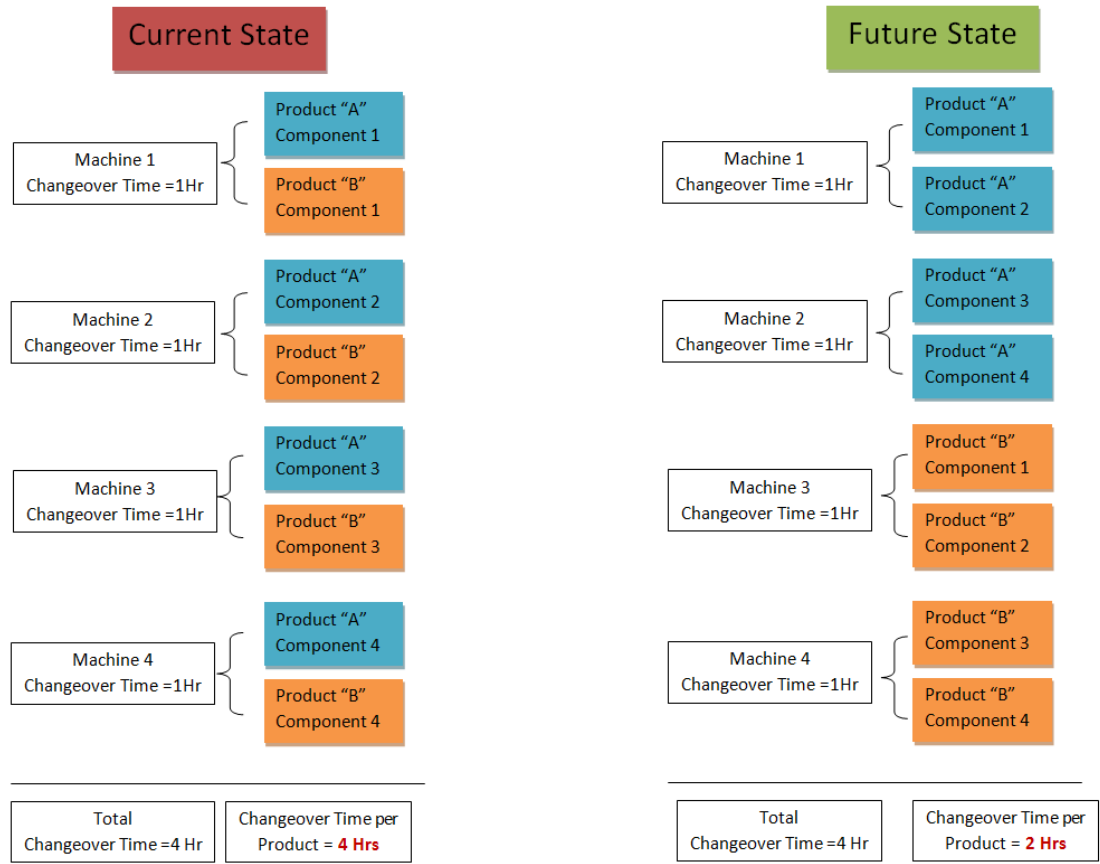 Current State
Product “A”
Component 1
Machine 1
Changeover Time =1Hr
Product “B”
Component 1
Product “A”
Component 2
Machine 2
Changeover Time =1Hr
Product “B”
Component 2
Product “A”
Component 3
Machine 3
Changeover Time =1Hr
Product “B”
Component 3
Product “A”
Component 4
Machine 4
Changeover Time =1Hr
Product “B”
Component 4
Total
Changeover Time =4 Hr
Changeover Time per
Product = 4 Hrs
Future State
Product “A”
Component 1
Machine 1
Changeover Time =1Hr
Product “A”
Component 2
Product “A”
Component 3
Machine 2
Changeover Time =1Hr
Product “A”
Component 4
Product “B”
Component 1
Machine 3
Changeover Time =1Hr
Product “B”
Component 2
Product “B”
Component 3
Machine 4
Changeover Time =1Hr
Product “B”
Component 4
Total
Changeover Time =4 Hr
Changeover Time per
Product = 2 Hrs